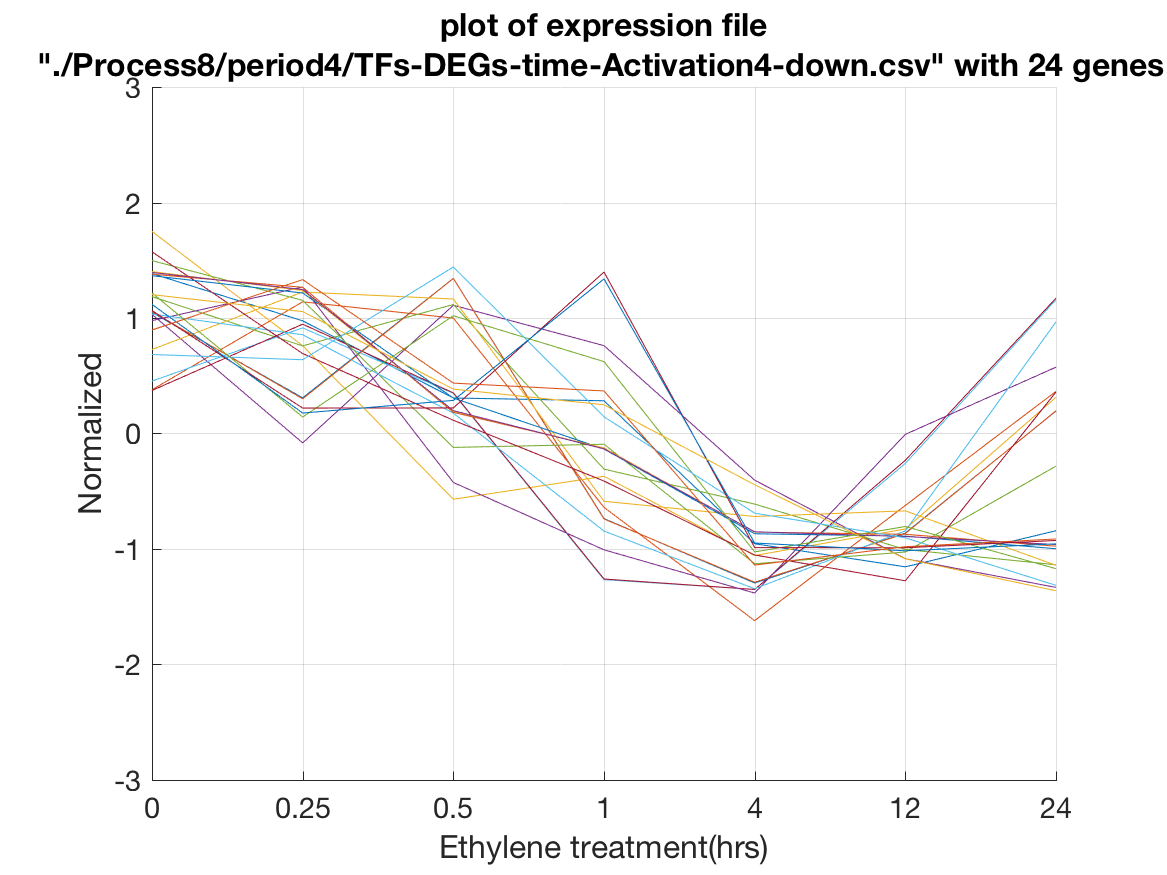 plot of expression file
"./Process8/period4/TFs-DEGs-time-Activation4-down.csv" with 24 genes
3
2
1
0
-1
-2
-3
Normalized
0 0.25 0.5 1 4 12 24
Ethylene treatment(hrs)